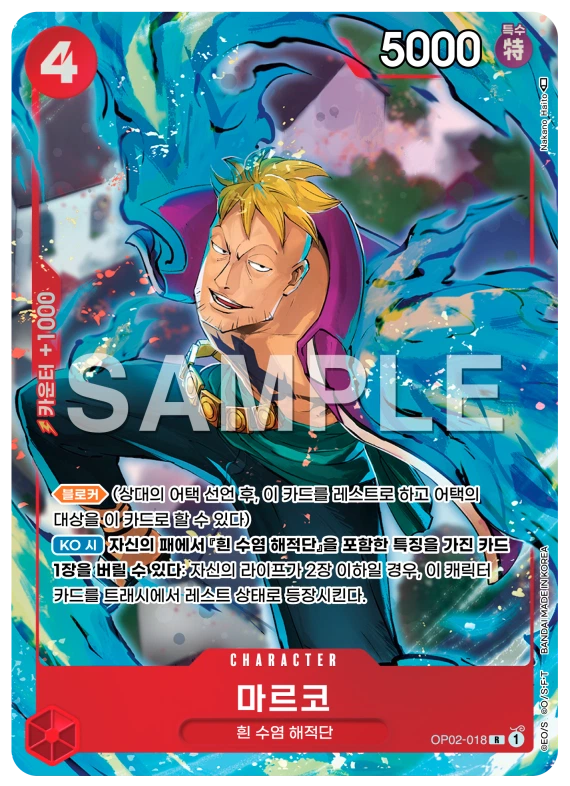 4
5000
특수
特
Nakano Haito
카운터 +1000
SAMPLE
블로커 (상대의 어택 선언 후, 이 카드를 레스트로 하고 어택의
대상을 이 카드로 할 수 있다)
KO 시 자신의 패에서 『흰 수염 해적단』을 포함한 특징을 가진 카드
1장을 버릴 수 있다: 자신의 라이프가 2장 이하일 경우, 이 캐릭터
카드를 트래시에서 레스트 상태로 등장시킨다.
CHARACTER
마르코
흰 수염 해적단
OP02-018 R 1
©EO/S ©O/S·F·T BANDAI MADE IN KOREA